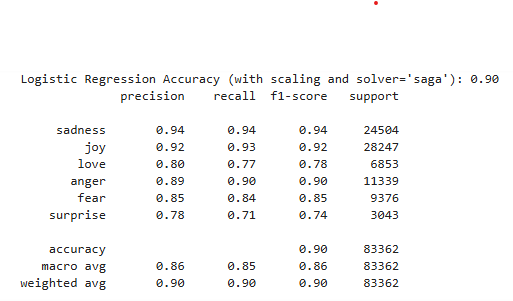 Logistic Regression Accuracy (with scaling and solver='saga'): 0.90
precision recall f1-score support
sadness 0.94 0.94 0.94 24504
joy 0.92 0.93 0.92 28247
love 0.80 0.77 0.78 6853
anger 0.89 0.90 0.90 11339
fear 0.85 0.84 0.85 9376
surprise 0.78 0.71 0.74 3043
accuracy 0.90 83362
macro avg 0.86 0.85 0.86 83362
weighted avg 0.90 0.90 0.90 83362